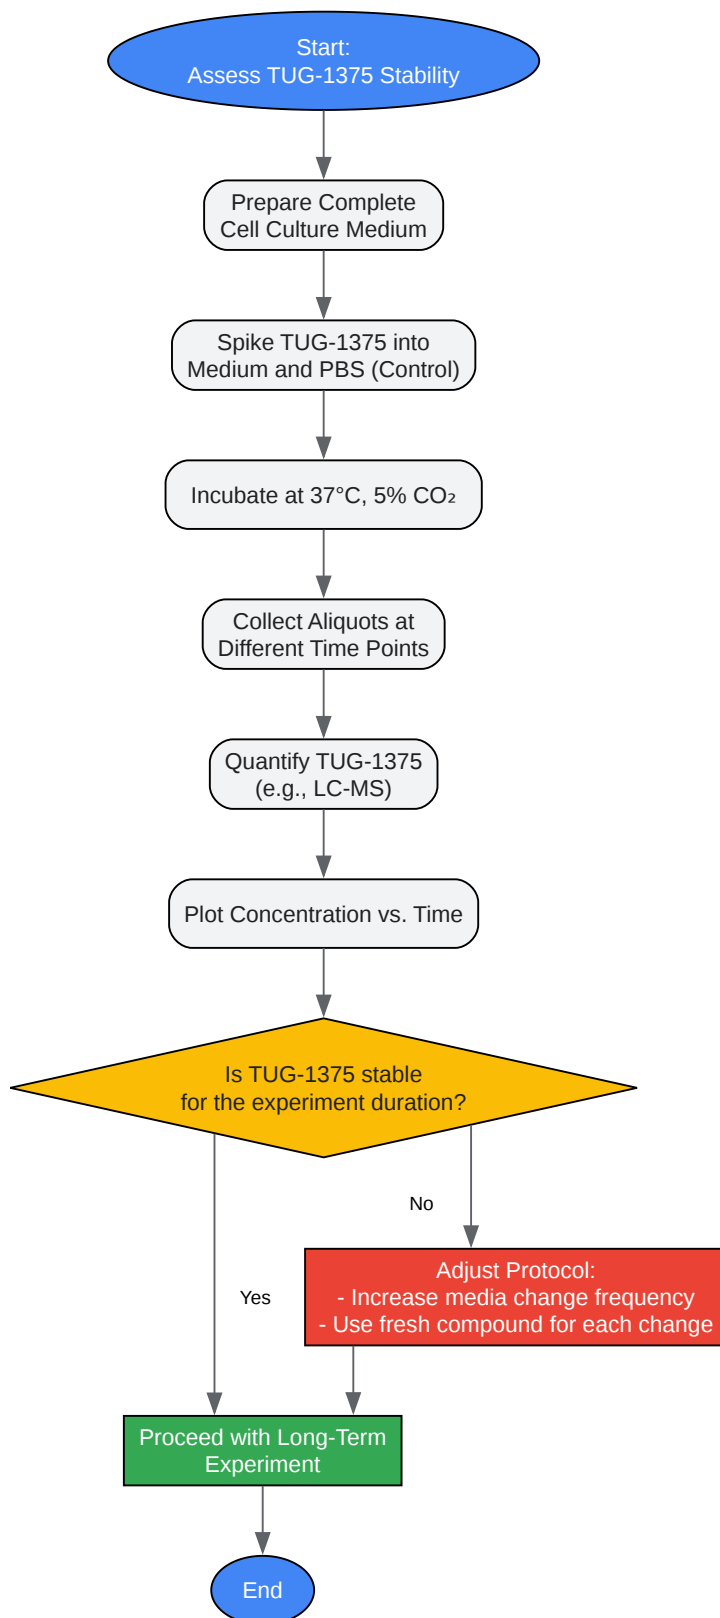 Start:
Assess TUG-1375 Stability
Prepare Complete
Cell Culture Medium
Spike TUG-1375 into
Medium and PBS (Control)
Incubate at 37°C, 5% CO₂
Collect Aliquots at
Different Time Points
Quantify TUG-1375
(e.g., LC-MS)
Plot Concentration vs. Time
Is TUG-1375 stable
for the experiment duration?
No
Adjust Protocol:
- Increase media change frequency
- Use fresh compound for each change
Yes
Proceed with Long-Term
Experiment
End